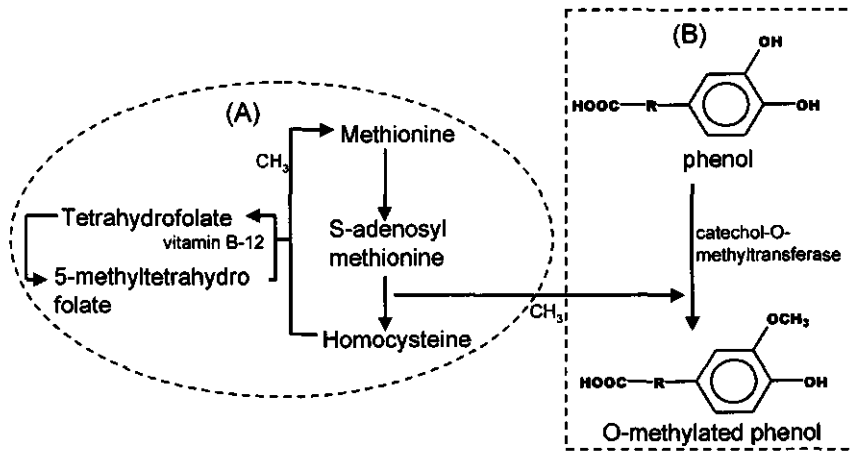 (A)
Methionine
CH₃
Tetrahydrofolate
vitamin B-12
5-methyltetrahydro
folate
S-adenosyl
methionine
CH₃
Homocysteine
(B)
OH
HOOC—R
OH
phenol
catechol-O-
methyltransferase
OCH₃
HOOC—R
OH
O-methylated phenol